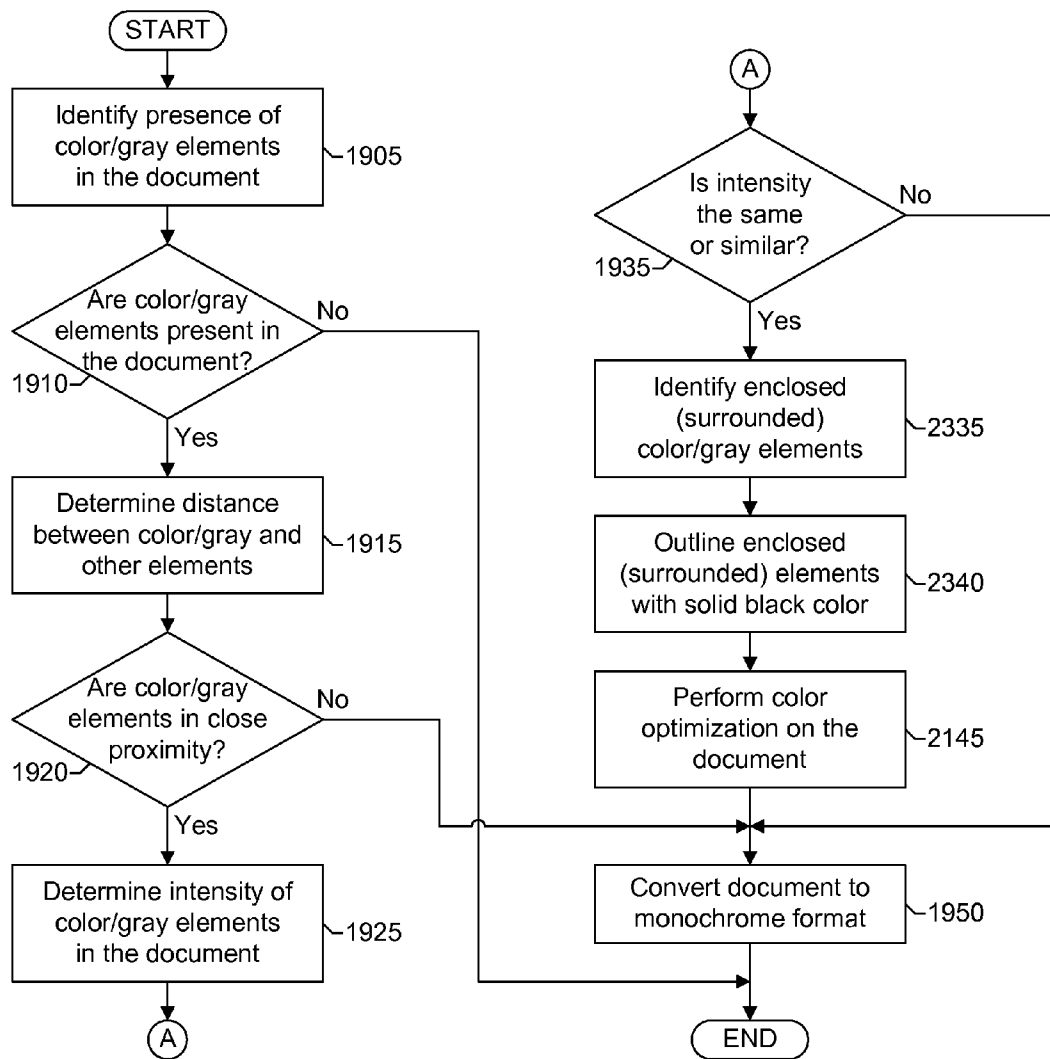 START
Identify presence of
color/gray elements
in the document
1905
Are color/gray
elements present in
the document?
No
1910
Yes
Determine distance
between color/gray and
other elements
1915
Are color/gray
elements in close
proximity?
No
1920
Yes
Determine intensity of
color/gray elements
in the document
1925
A
A
Is intensity
the same
or similar?
No
1935
Yes
Identify enclosed
(surrounded)
color/gray elements
2335
Outline enclosed
(surrounded) elements
with solid black color
2340
Perform color
optimization on the
document
2145
Convert document to
monochrome format
1950
END